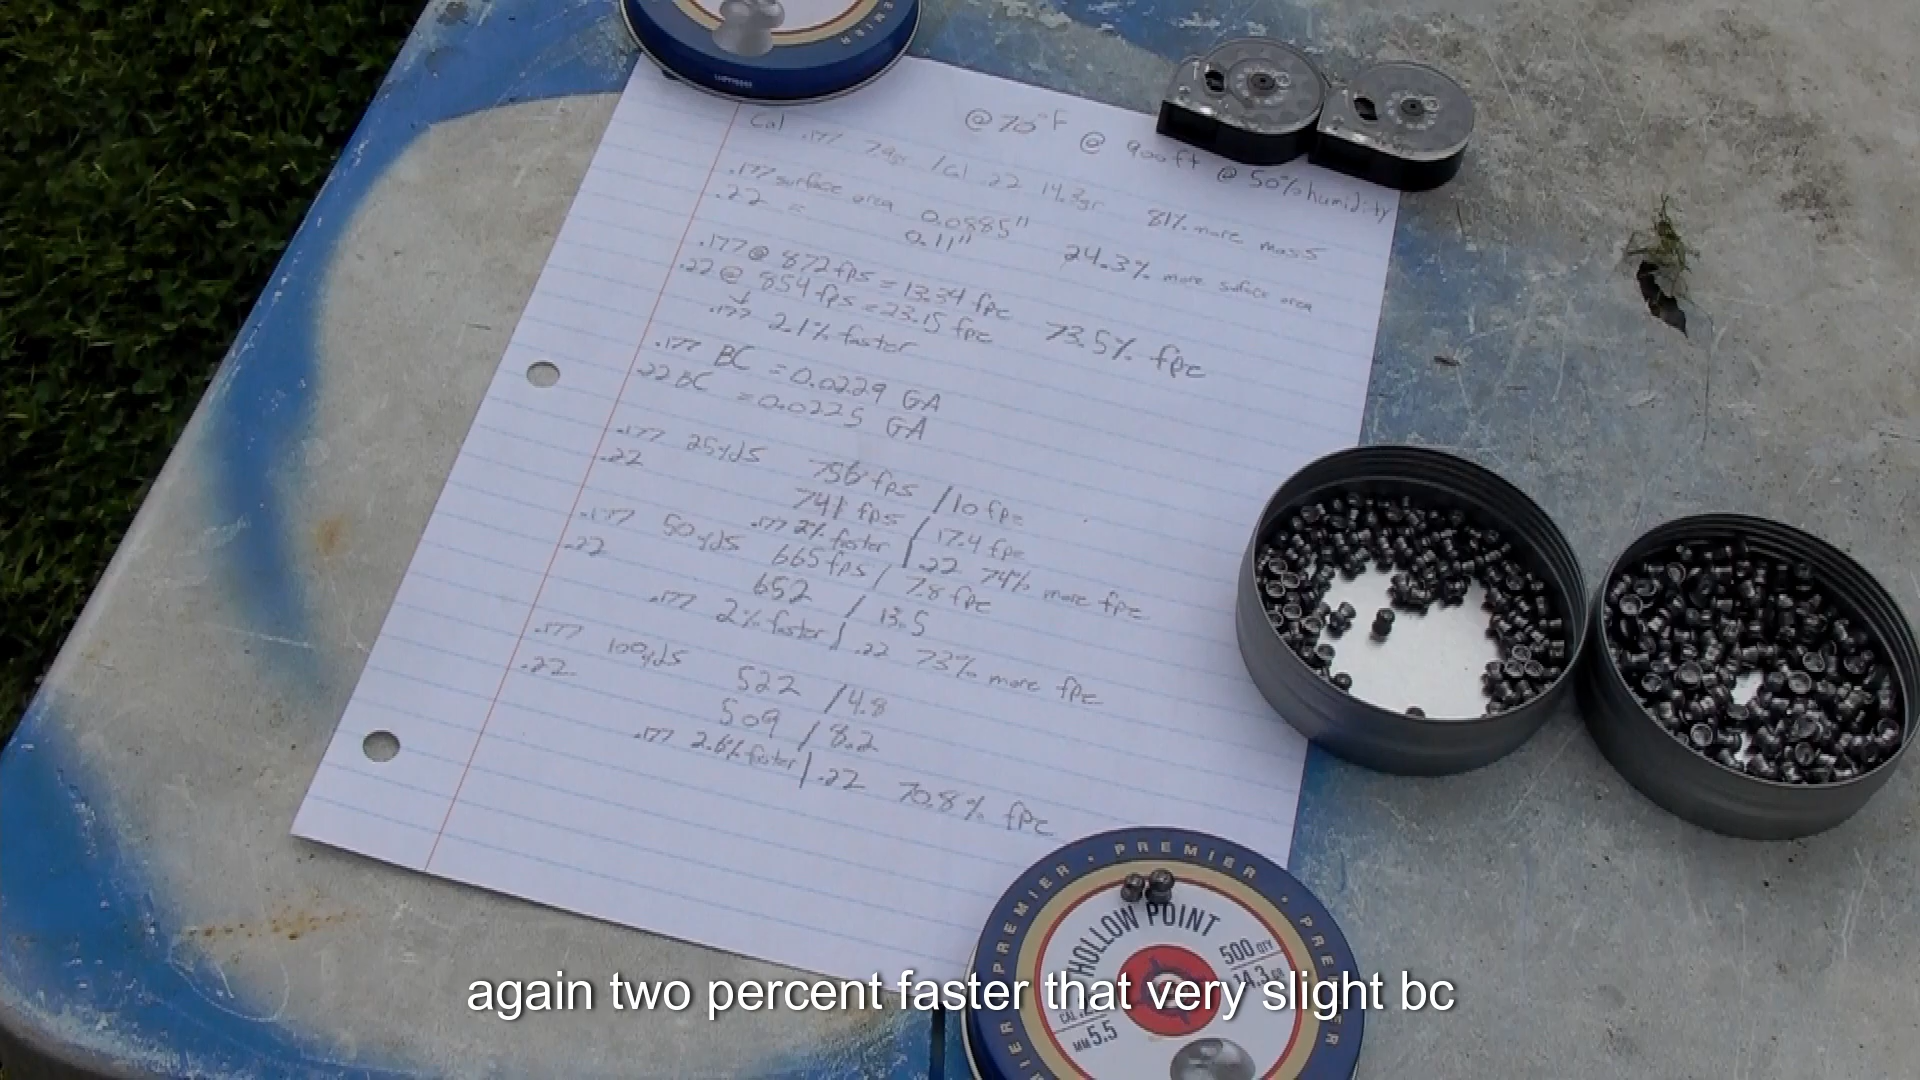 PREMIER
@ 70°F @ 900ft @ 50% humidity
Cal .177 7.9gr / Cal 22 14.3gr 81% more mass
.177 surface area 0.0885"
.22 = 0.11" 24.3% more surface area
.177 @ 872 fps = 13.34 fpe
.22 @ 854 fps = 23.15 fpe 73.5% fpe
.177 2.1% faster
.177 BC = 0.0229 GA
.22 BC = 0.0225 GA
.177 25yds 756 fps / 10 fpe
.22 741 fps / 17.4 fpe
.177 2% faster / .22 74% more fpe
.177 50yds 665 fps / 7.8 fpe
.22 652 / 13.5
.177 2% faster / .22 73% more fpe
.177 100yds 522 / 4.8
.22 509 / 8.2
.177 2.6% faster | .22 70.8% fpe
PREMIER • PREMIER • PREMIER
HOLLOW POINT
500 QTY
14.3 GR
CAL
MM 5.5
again two percent faster that very slight bc